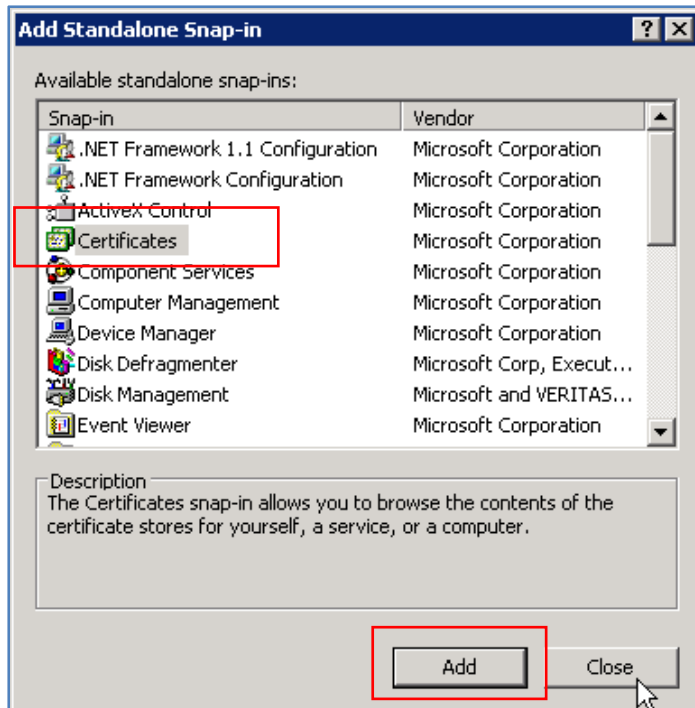 Add Standalone Snap-in
Available standalone snap-ins:
Snap-in Vendor
.NET Framework 1.1 Configuration Microsoft Corporation
.NET Framework Configuration Microsoft Corporation
ActiveX Control Microsoft Corporation
Certificates Microsoft Corporation
Component Services Microsoft Corporation
Computer Management Microsoft Corporation
Device Manager Microsoft Corporation
Disk Defragmenter Microsoft Corp, Execut...
Disk Management Microsoft and VERITAS...
Event Viewer Microsoft Corporation
Description
The Certificates snap-in allows you to browse the contents of the
certificate stores for yourself, a service, or a computer.
Add Close